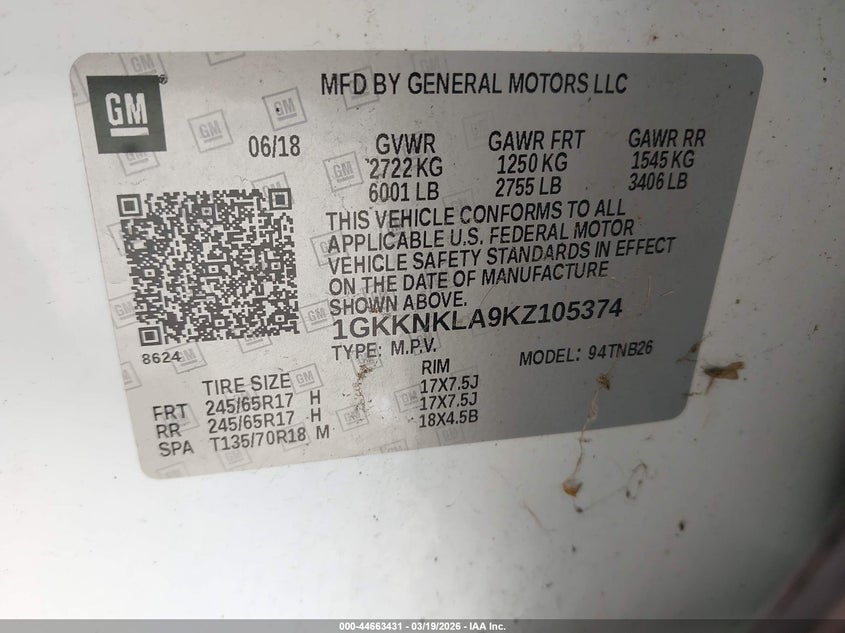 GM
MFD BY GENERAL MOTORS LLC
06/18 GVWR GAWR FRT GAWR RR
2722 KG 1250 KG 1545 KG
6001 LB 2755 LB 3406 LB
THIS VEHICLE CONFORMS TO ALL
APPLICABLE U.S. FEDERAL MOTOR
VEHICLE SAFETY STANDARDS IN EFFECT
ON THE DATE OF MANUFACTURE
SHOWN ABOVE.
1GKKNKLA9KZ105374
8624
TYPE: M.P.V. MODEL: 94TNB26
TIRE SIZE RIM
FRT 245/65R17 H 17X7.5J
RR 245/65R17 H 17X7.5J
SPA T135/70R18 M 18X4.5B
000-44663431 - 03/19/2026 - IAA Inc.